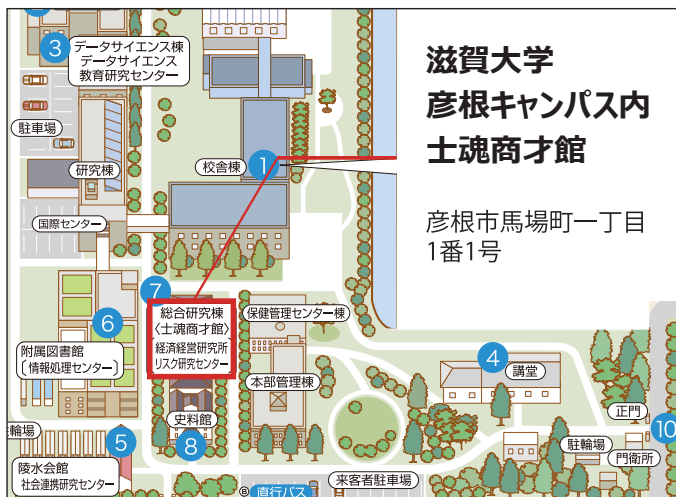 滋賀大学
彦根キャンパス内
士魂商才館
彦根市馬場町一丁目
1番1号
3
データサイエンス棟
データサイエンス
教育研究センター
駐車場
研究棟
校舎棟
1
国際センター
7
総合研究棟
〈士魂商才館〉
経済経営研究所
リスク研究センター
保健管理センター棟
6
附属図書館
〔情報処理センター〕
本部管理棟
4
講堂
史料館
8
正門
10
駐輪場
門衛所
輪場
5
陵水会館
社会連携研究センター
来客者駐車場
Ⓑ
直行バス